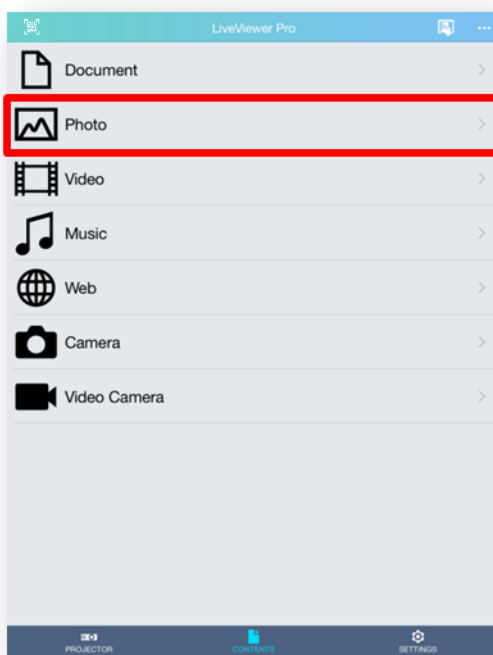 LiveViewer Pro
Document
Photo
Video
Music
Web
Camera
Video Camera
PROJECTOR
CONTENTS
SETTINGS